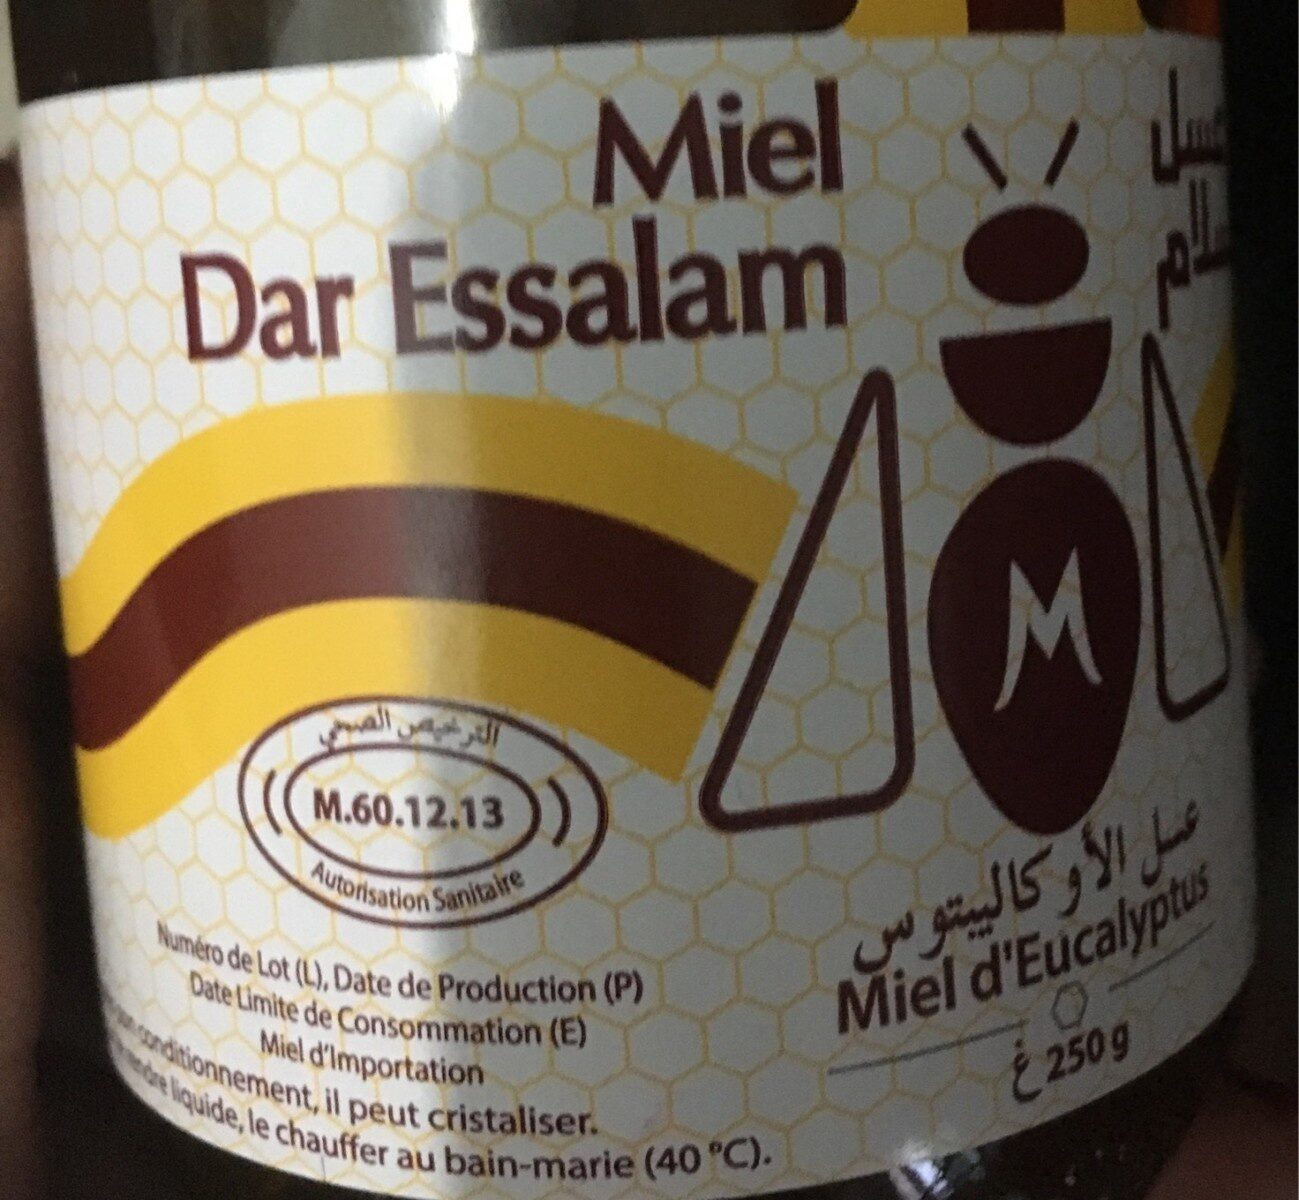 Miel
Dar Essalam
M
الترخيص الصحي
M.60.12.13
Autorisation Sanitaire
Numéro de Lot (L), Date de Production (P)
Date Limite de Consommation (E)
Miel d'Importation
conditionnement, il peut cristaliser.
liquide, le chauffer au bain-marie (40 °C).
عسل الأوكاليبتوس
Miel d'Eucalyptus
غ 250 g